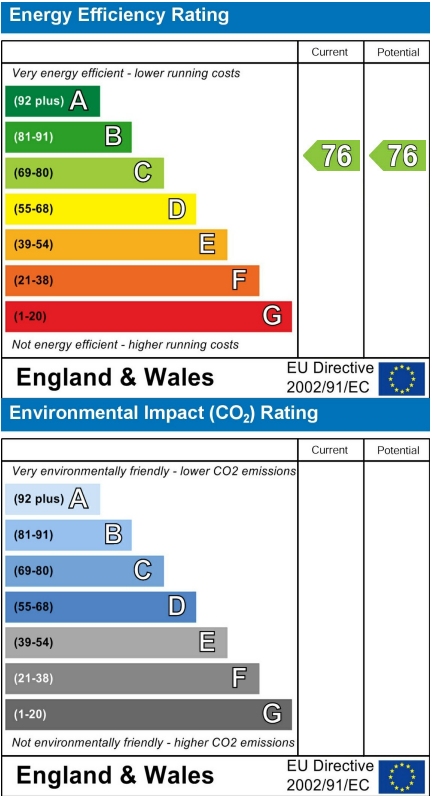 Energy Efficiency Rating
Current Potential
Very energy efficient - lower running costs
(92 plus) A
(81-91) B
(69-80) C
76 76
(55-68) D
(39-54) E
(21-38) F
(1-20) G
Not energy efficient - higher running costs
England & Wales
EU Directive
2002/91/EC
Environmental Impact (CO₂) Rating
Current Potential
Very environmentally friendly - lower CO2 emissions
(92 plus) A
(81-91) B
(69-80) C
(55-68) D
(39-54) E
(21-38) F
(1-20) G
Not environmentally friendly - higher CO2 emissions
England & Wales
EU Directive
2002/91/EC